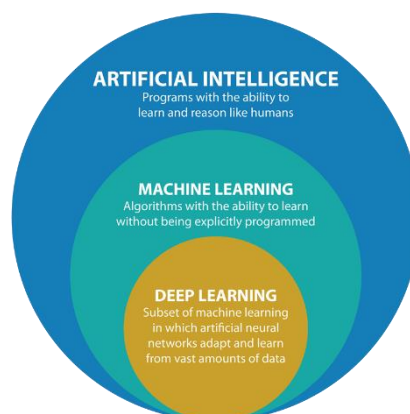 ARTIFICIAL INTELLIGENCE
Programs with the ability to
learn and reason like humans
MACHINE LEARNING
Algorithms with the ability to learn
without being explicitly programmed
DEEP LEARNING
Subset of machine learning
in which artificial neural
networks adapt and learn
from vast amounts of data